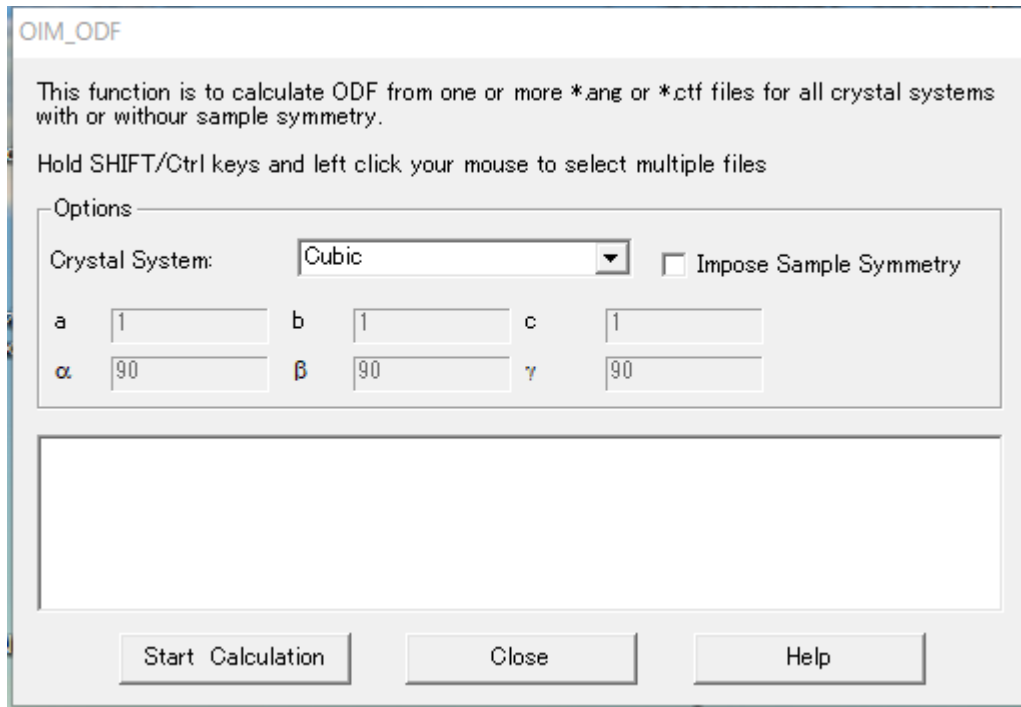 OIM_ODF
This function is to calculate ODF from one or more *.ang or *.ctf files for all crystal systems
with or withour sample symmetry.
Hold SHIFT/Ctrl keys and left click your mouse to select multiple files
Options
Crystal System: Cubic Impose Sample Symmetry
a 1 b 1 c 1
α 90 β 90 γ 90
Start Calculation Close Help